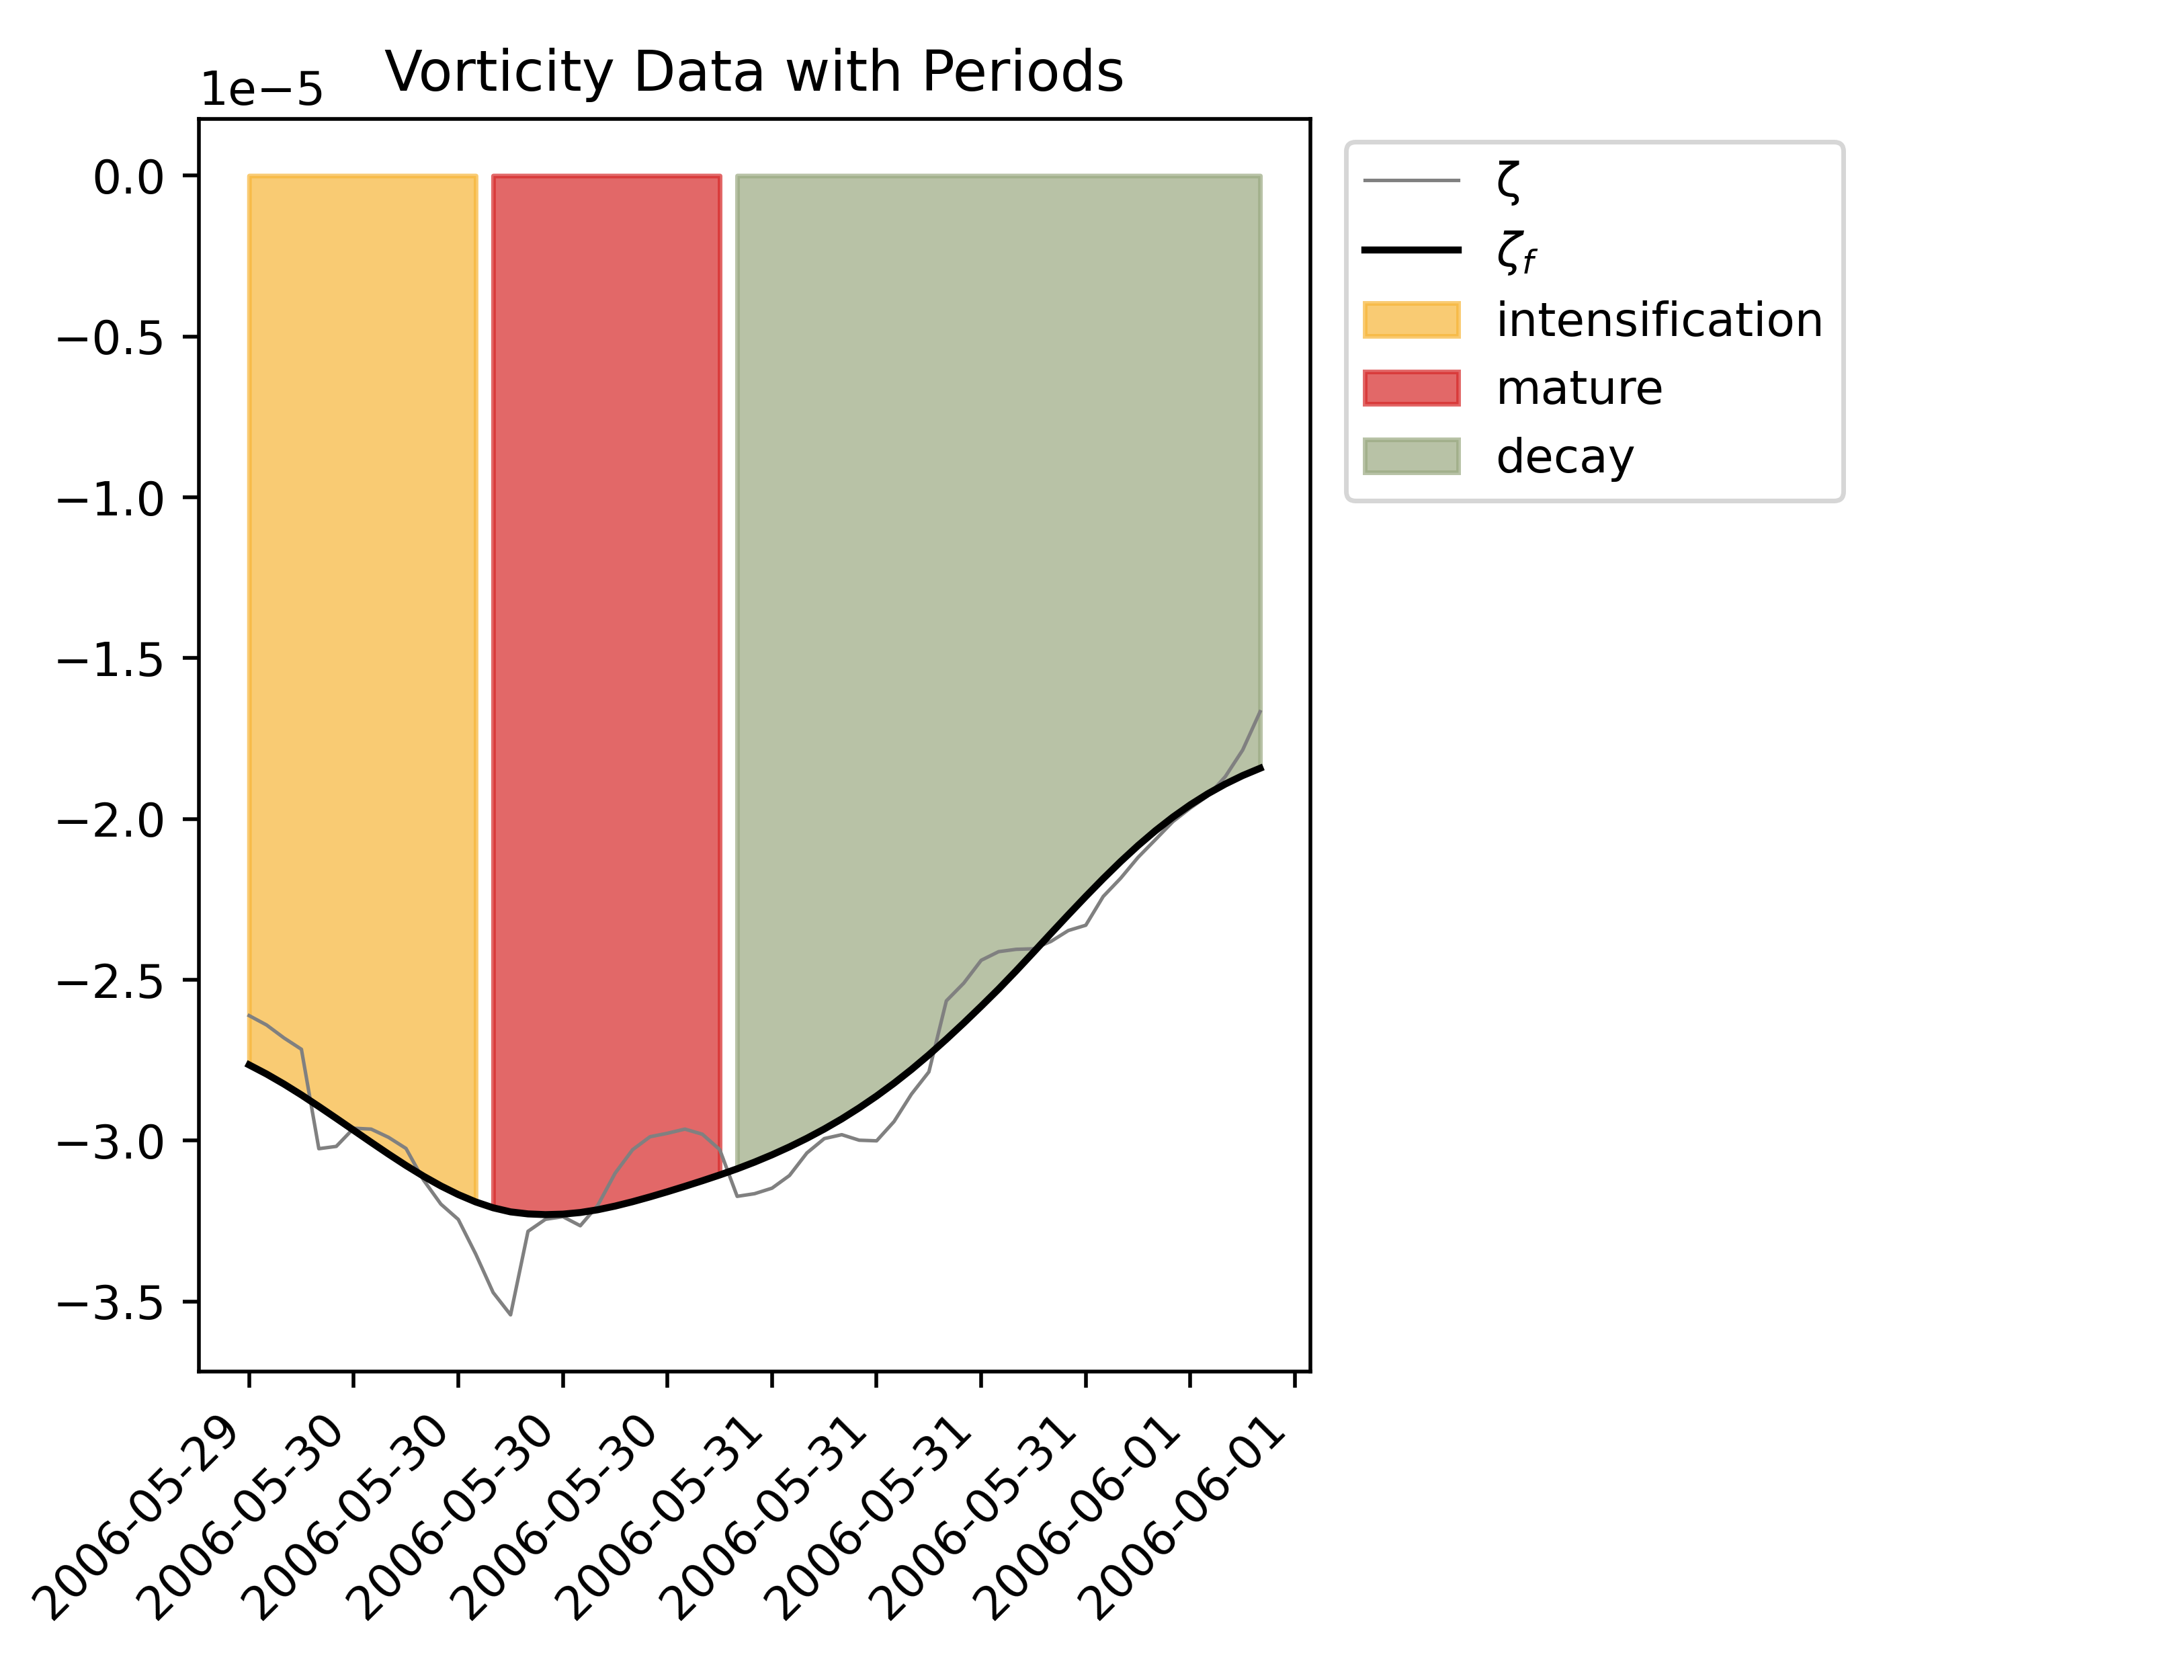 Vorticity Data with Periods
1e−5
0.0
−0.5
−1.0
−1.5
−2.0
−2.5
−3.0
−3.5
2006-05-29
2006-05-30
2006-05-30
2006-05-30
2006-05-30
2006-05-31
2006-05-31
2006-05-31
2006-05-31
2006-06-01
2006-06-01
ζ
ζf
intensification
mature
decay